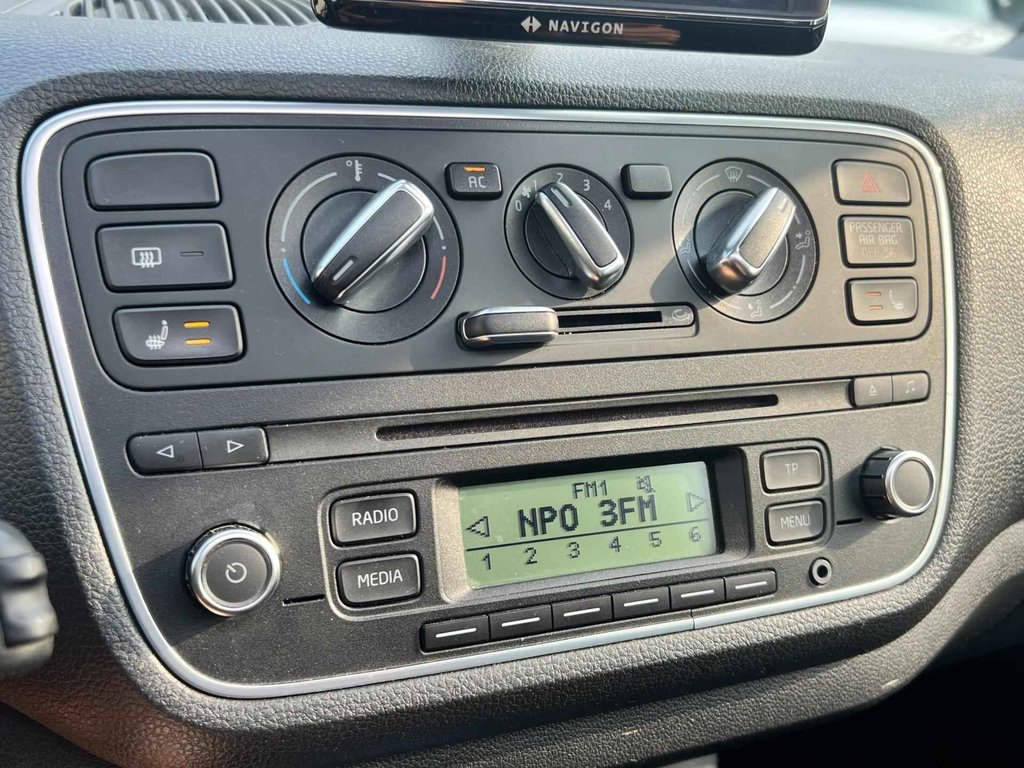 NAVIGON
AC
0 1 2 3 4
PASSENGER
AIR BAG
RADIO
MEDIA
FM1
NPO 3FM
1 2 3 4 5 6
TP
MENU